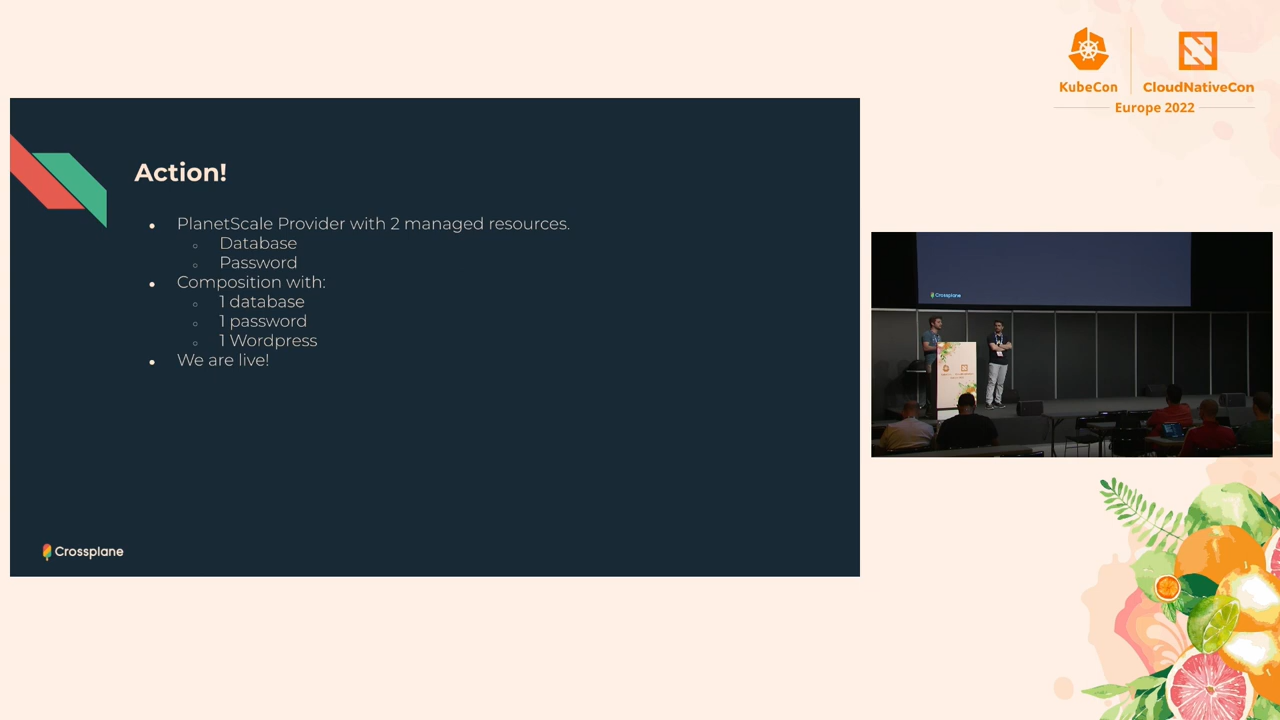 KubeCon
CloudNativeCon
Europe 2022
Action!
PlanetScale Provider with 2 managed resources.
Database
Password
Composition with:
1 database
1 password
1 Wordpress
We are live!
Crossplane
Crossplane